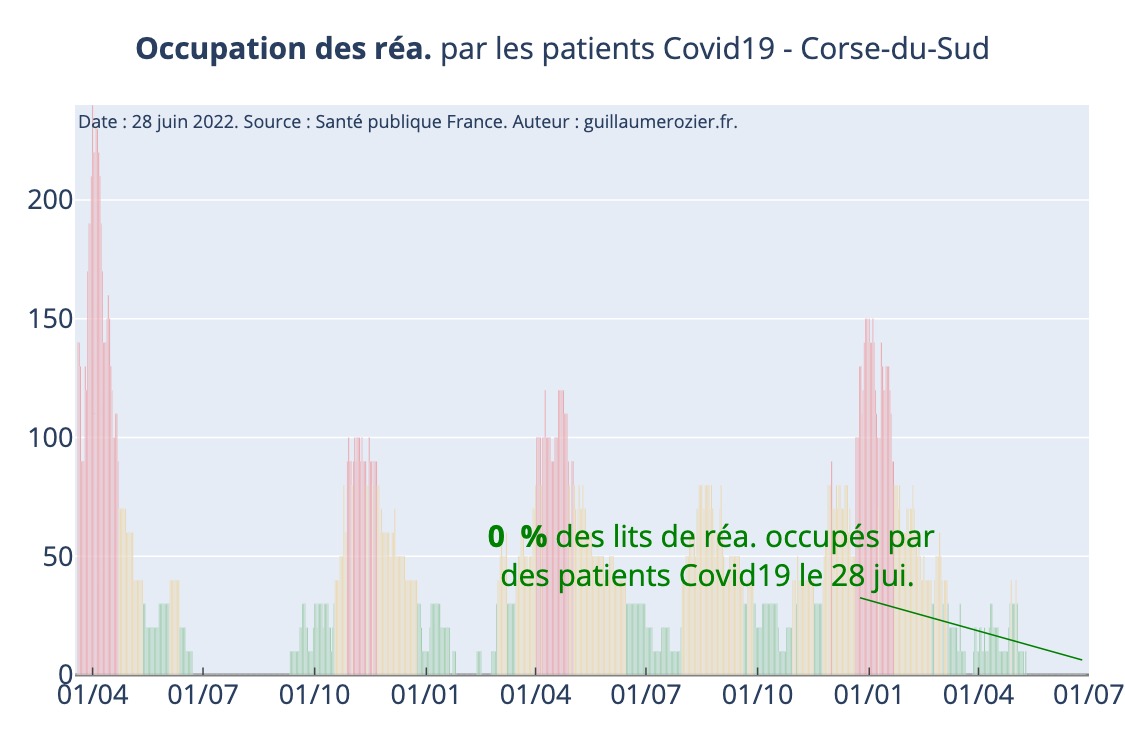 Occupation des réa. par les patients Covid19 - Corse-du-Sud
Date : 28 juin 2022. Source : Santé publique France. Auteur : guillaumerozier.fr.
200
150
100
50
0
0 % des lits de réa. occupés par
des patients Covid19 le 28 jui.
01/04 01/07 01/10 01/01 01/04 01/07 01/10 01/01 01/04 01/07